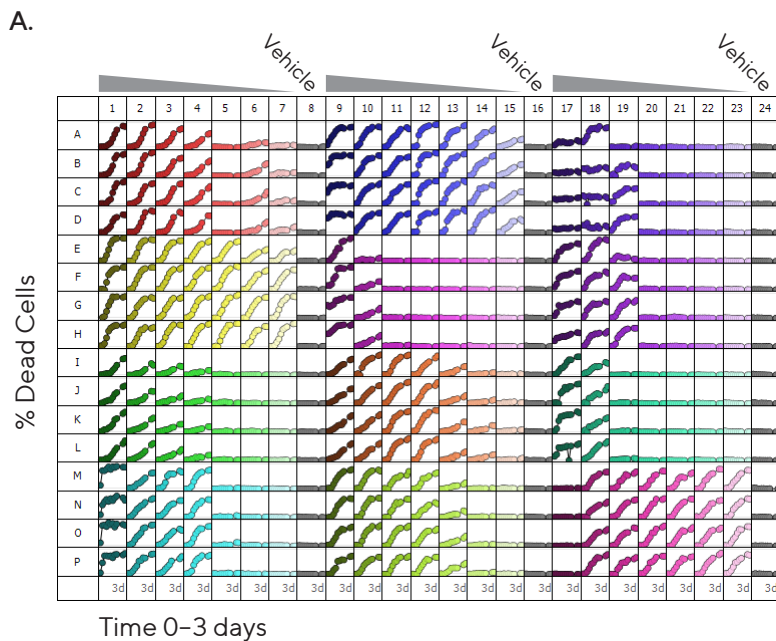 A.
Vehicle Vehicle Vehicle
1 2 3 4 5 6 7 8 9 10 11 12 13 14 15 16 17 18 19 20 21 22 23 24
A
B
C
D
E
F
G
H
I
J
K
L
M
N
O
P
% Dead Cells
3d 3d 3d 3d 3d 3d 3d 3d 3d 3d 3d 3d 3d 3d 3d 3d 3d 3d 3d 3d 3d 3d 3d 3d
Time 0–3 days